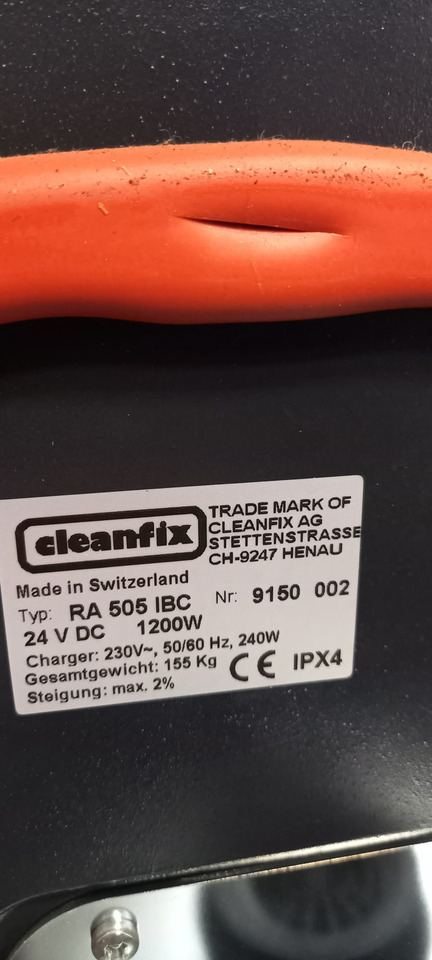 cleanfix
TRADE MARK OF
CLEANFIX AG
STETTENSTRASSE
CH-9247 HENAU
Made in Switzerland
Typ: RA 505 IBC Nr: 9150 002
24 V DC 1200W
Charger: 230V~, 50/60 Hz, 240W
Gesamtgewicht: 155 Kg CE IPX4
Steigung: max. 2%